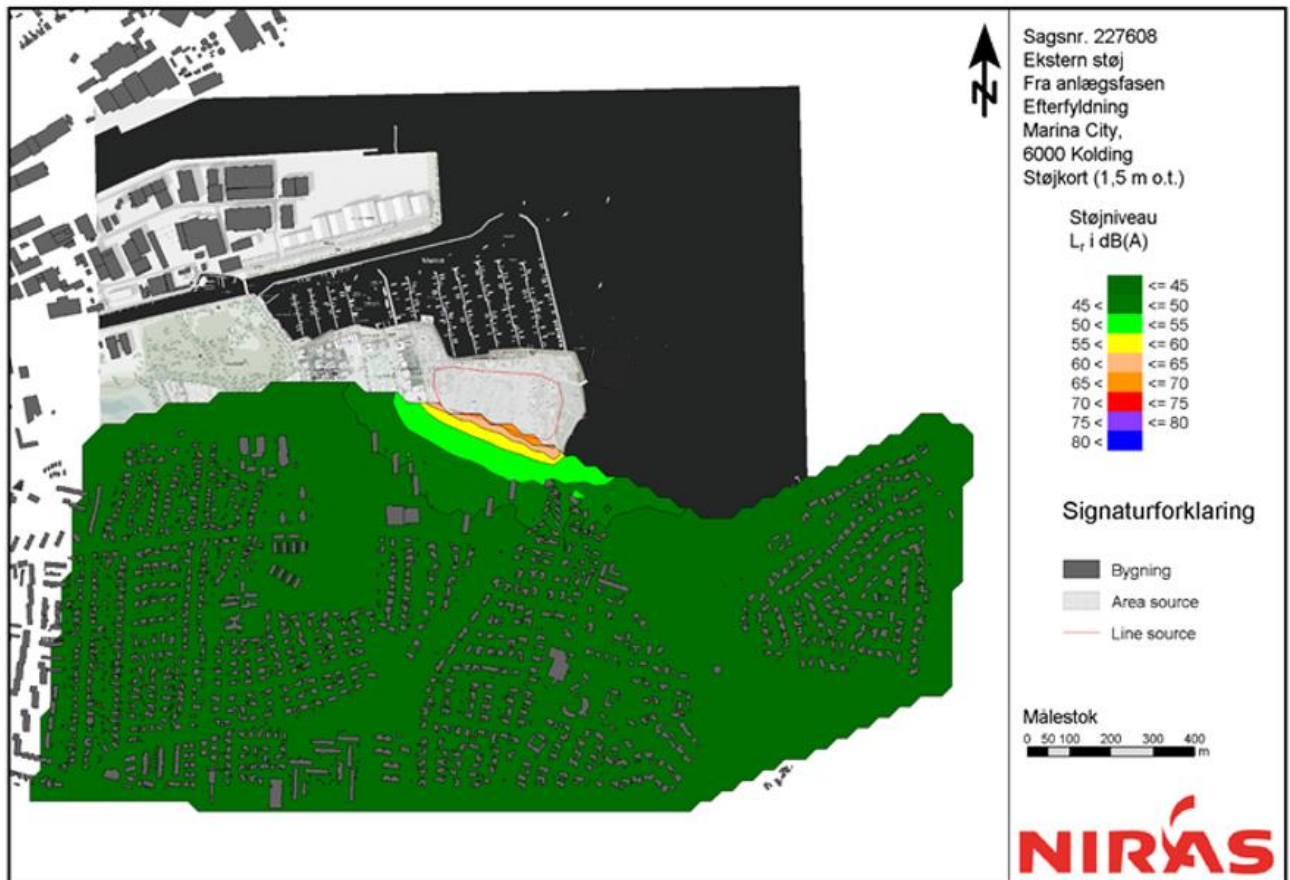 Sagsnr. 227608
Ekstern støj
Fra anlægsfasen
Efterfyldning
Marina City,
6000 Kolding
Støjkort (1,5 m o.t.)
Støjniveau
Lr i dB(A)
<= 45
45 < <= 50
50 < <= 55
55 < <= 60
60 < <= 65
65 < <= 70
70 < <= 75
75 < <= 80
80 <
Signaturforklaring
Bygning
Area source
Line source
Målestok
0 50 100 200 300 400
m
NIRÁS
N
Marina